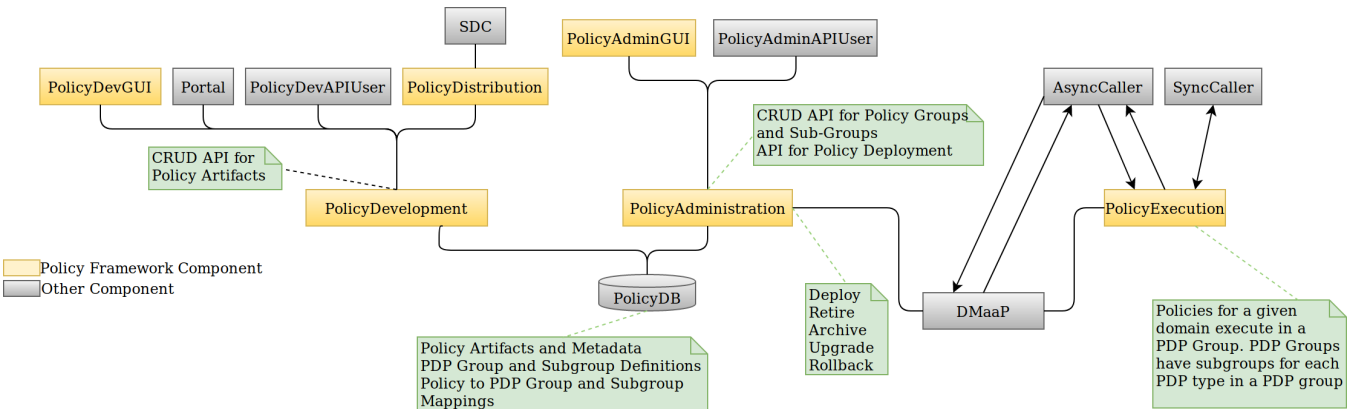 SDC
PolicyAdminGUI
PolicyAdminAPIUser
PolicyDevGUI
Portal
PolicyDevAPIUser
PolicyDistribution
AsyncCaller
SyncCaller
CRUD API for Policy Groups
and Sub-Groups
API for Policy Deployment
CRUD API for
Policy Artifacts
PolicyDevelopment
PolicyAdministration
PolicyExecution
Policy Framework Component
Other Component
PolicyDB
Deploy
Retire
Archive
Upgrade
Rollback
DMaaP
Policies for a given
domain execute in a
PDP Group. PDP Groups
have subgroups for each
PDP type in a PDP group
Policy Artifacts and Metadata
PDP Group and Subgroup Definitions
Policy to PDP Group and Subgroup
Mappings